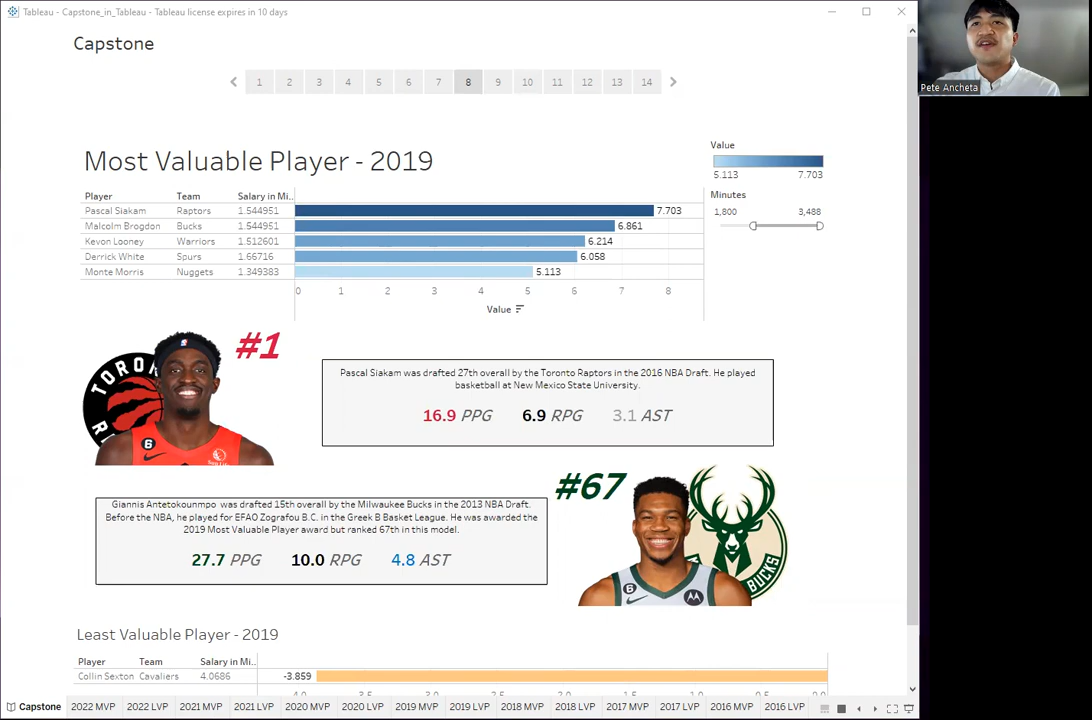 Tableau - Capstone_in_Tableau - Tableau license expires in 10 days
Pete Ancheta
Capstone
1 2 3 4 5 6 7 8 9 10 11 12 13 14
Most Valuable Player - 2019
Value
5.113 7.703
Minutes
1,800 3,488
Player Team Salary in Mi..
Pascal Siakam Raptors 1.544951 7.703
Malcolm Brogdon Bucks 1.544951 6.861
Kevon Looney Warriors 1.512601 6.214
Derrick White Spurs 1.66716 6.058
Monte Morris Nuggets 1.349383 5.113
0 1 2 3 4 5 6 7 8
Value
#1
TORON
R
6
Pascal Siakam was drafted 27th overall by the Toronto Raptors in the 2016 NBA Draft. He played
basketball at New Mexico State University.
16.9 PPG 6.9 RPG 3.1 AST
#67
BUCKS
6
Giannis Antetokounmpo was drafted 15th overall by the Milwaukee Bucks in the 2013 NBA Draft.
Before the NBA, he played for EFAO Zografou B.C. in the Greek B Basket League. He was awarded the
2019 Most Valuable Player award but ranked 67th in this model.
27.7 PPG 10.0 RPG 4.8 AST
Least Valuable Player - 2019
Player Team Salary in Mi..
Collin Sexton Cavaliers 4.0686 -3.859
Capstone 2022 MVP 2022 LVP 2021 MVP 2021 LVP 2020 MVP 2020 LVP 2019 MVP 2019 LVP 2018 MVP 2018 LVP 2017 MVP 2017 LVP 2016 MVP 2016 LVP